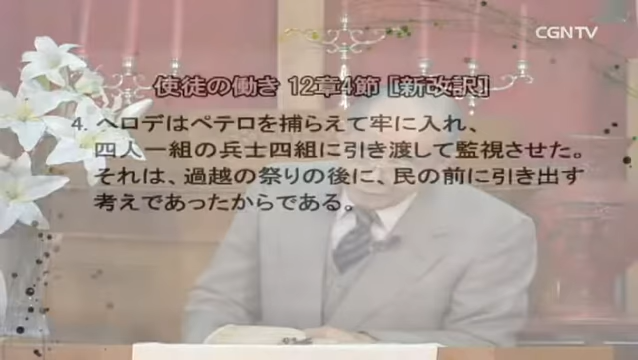 CGNTV
使徒の働き 12章4節 [新改訳]
4. ヘロデはペテロを捕らえて牢に入れ、
四人一組の兵士四組に引き渡して監視させた。
それは、過越の祭りの後に、民の前に引き出す
考えであったからである。